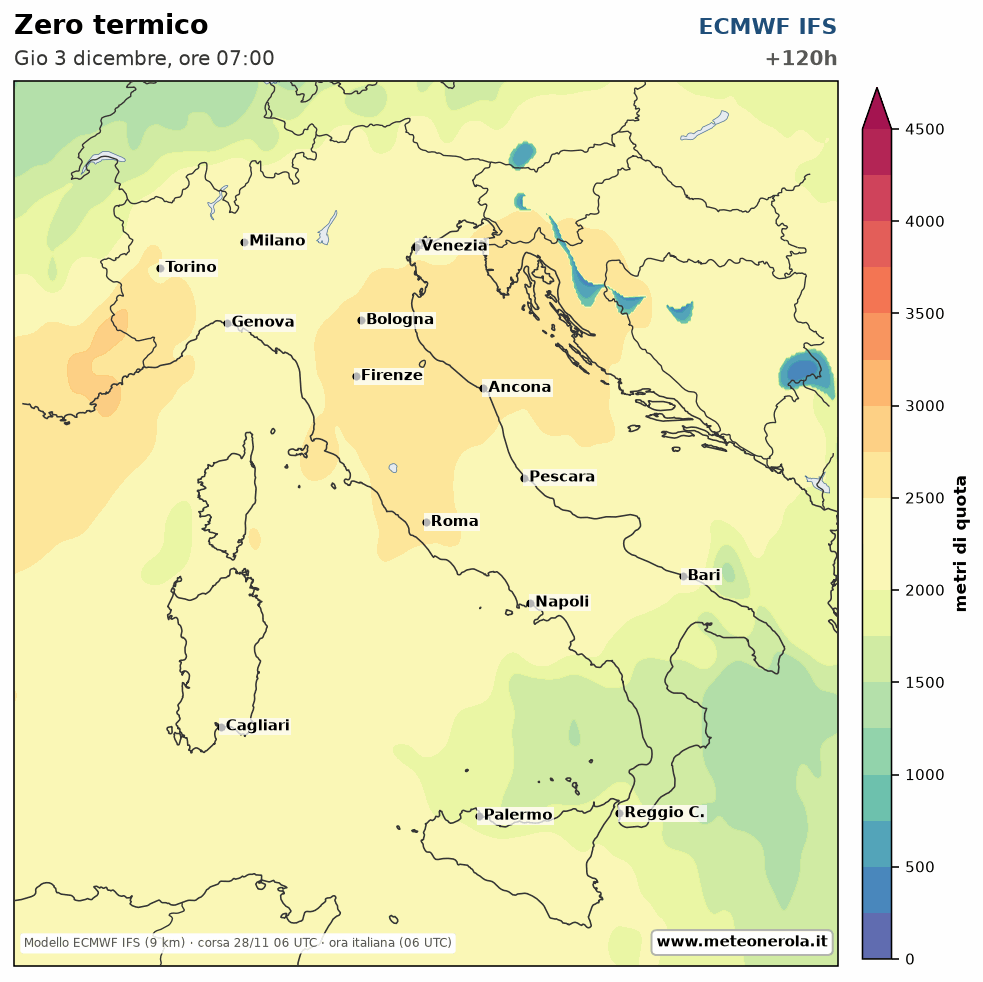 Zero termico
ECMWF IFS
Gio 3 dicembre, ore 07:00
+120h
Milano
Venezia
Torino
Genova
Bologna
Firenze
Ancona
Pescara
Roma
Bari
Napoli
Cagliari
Palermo
Reggio C.
4500
4000
3500
3000
2500
2000
1500
1000
500
0
metri di quota
Modello ECMWF IFS (9 km) · corsa 28/11 06 UTC · ora italiana (06 UTC)
www.meteonerola.it